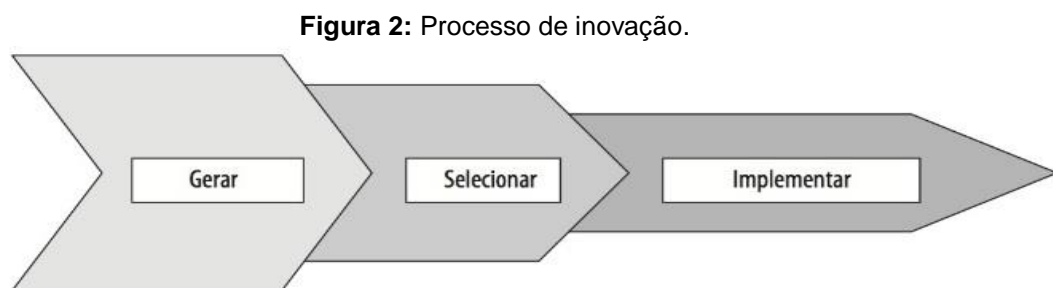 Figura 2: Processo de inovação.
Gerar
Selecionar
Implementar